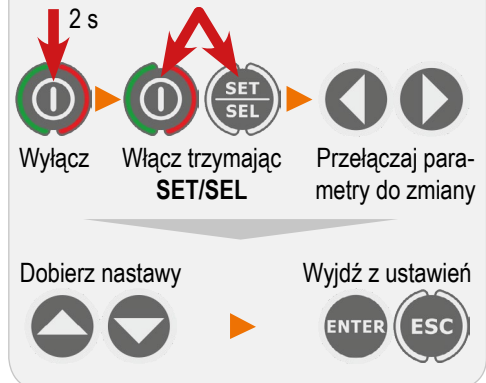 2 s
SET
SEL
Wyłącz
Włącz trzymając
SET/SEL
Przełączaj para-
metry do zmiany
Dobierz nastawy
Wyjdź z ustawień
ENTER
ESC